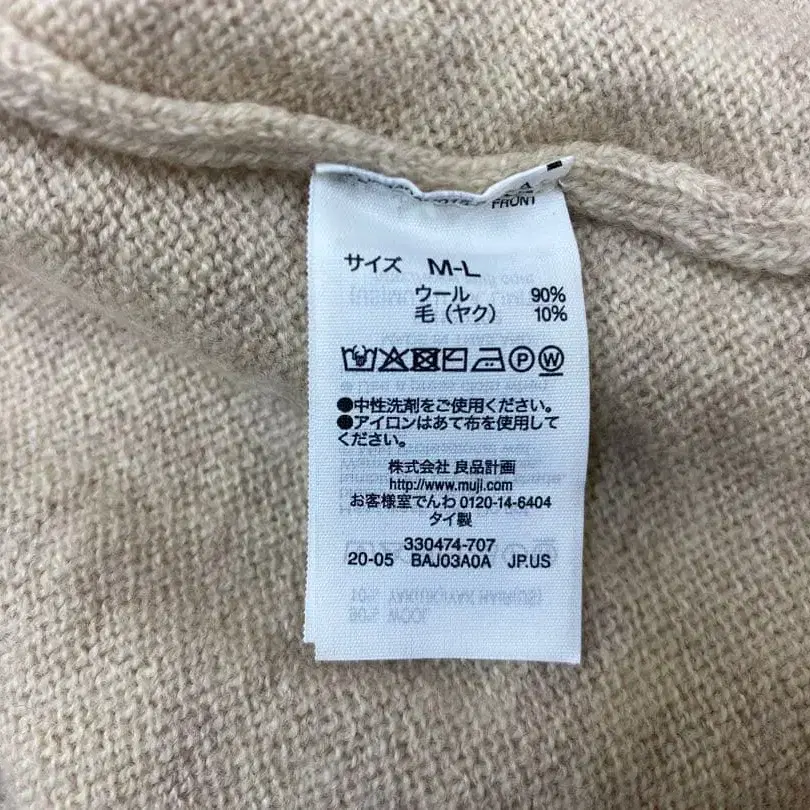 FRONT
サイズ M-L
ウール 90%
毛（ヤク） 10%
●中性洗剤をご使用ください。
●アイロンはあて布を使用して
ください。
株式会社 良品計画
http://www.muji.com
お客様室でんわ 0120-14-6404
タイ製
330474-707
20-05 BAJ03A0A JP.US